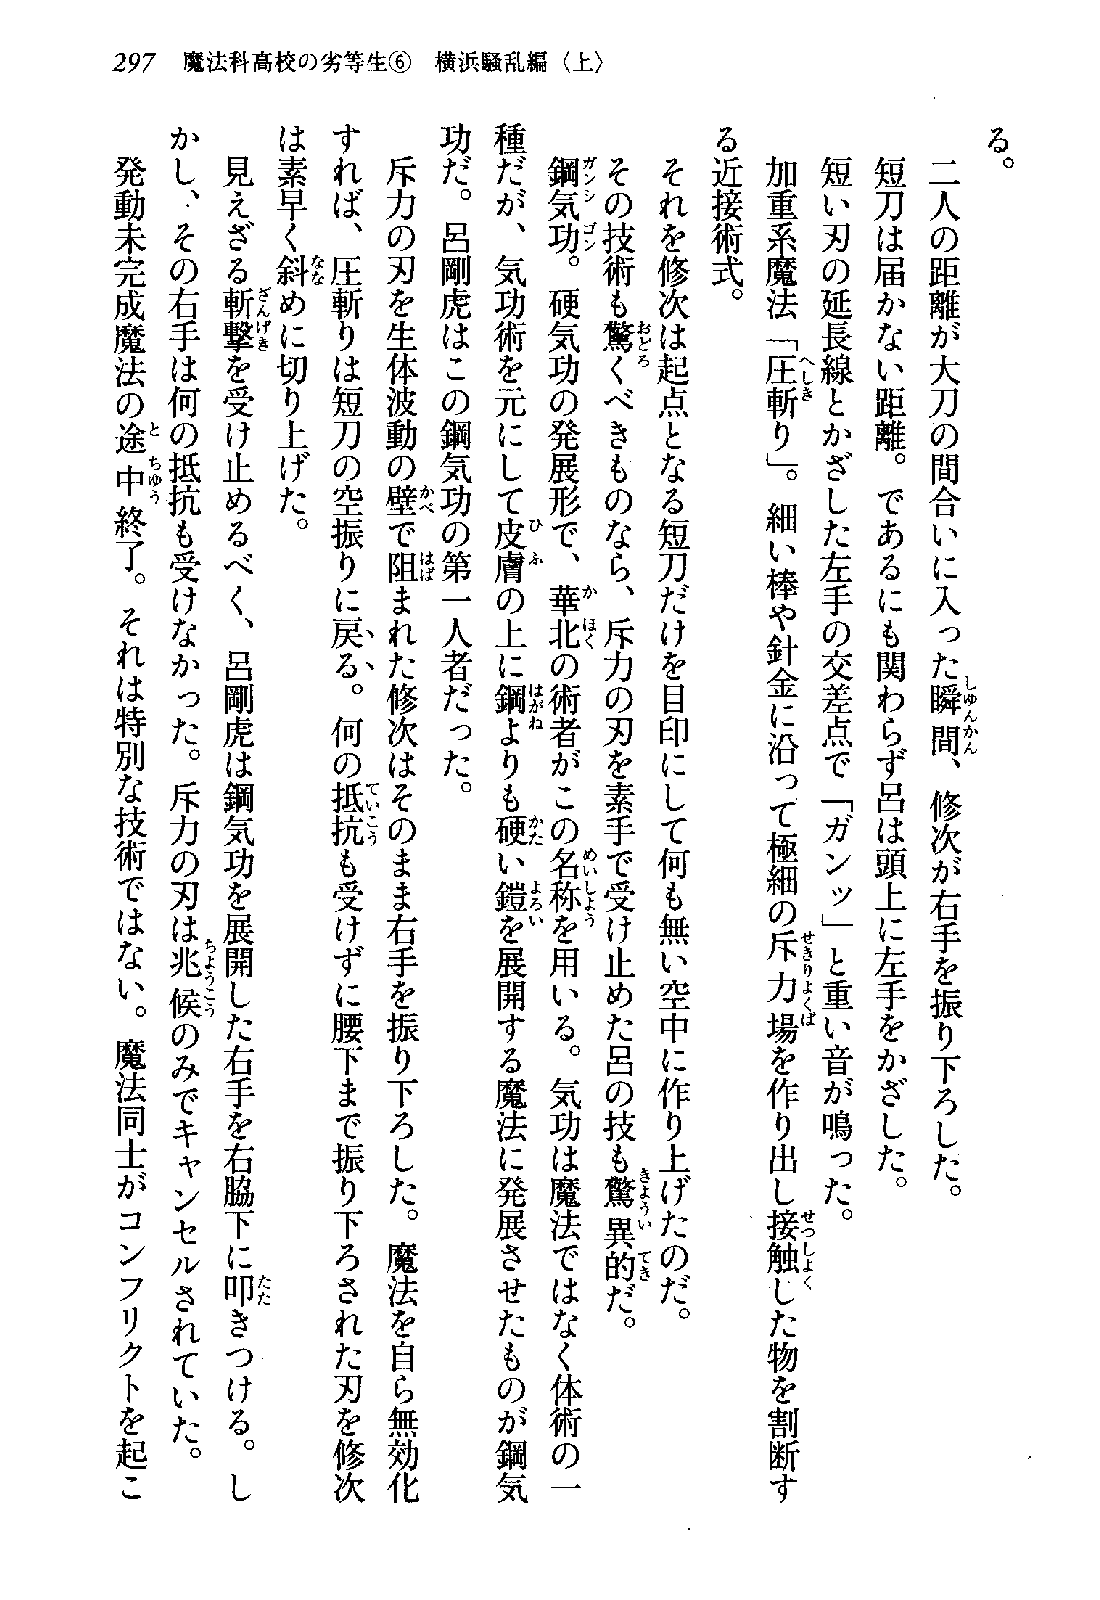 297 魔法科高校の劣等生⑥ 横浜騒乱編〈上〉
る。
二人の距離が大刀の間合いに入った瞬間、修次が右手を振り下ろした。
短刀は届かない距離。であるにも関わらず呂は頭上に左手をかざした。
短い刃の延長線とかざした左手の交差点で「ガンッ」と重い音が鳴った。
加重系魔法「圧斬り」。細い棒や針金に沿って極細の斥力場を作り出し接触した物を割断す
る近接術式。
それを修次は起点となる短刀だけを目印にして何も無い空中に作り上げたのだ。
その技術も驚くべきものなら、斥力の刃を素手で受け止めた呂の技も驚異的だ。
鋼気功。硬気功の発展形で、華北の術者がこの名称を用いる。気功は魔法ではなく体術の一
種だが、気功術を元にして皮膚の上に鋼よりも硬い鎧を展開する魔法に発展させたものが鋼気
功だ。呂剛虎はこの鋼気功の第一人者だった。
斥力の刃を生体波動の壁で阻まれた修次はそのまま右手を振り下ろした。魔法を自ら無効化
すれば、圧斬りは短刀の空振りに戻る。何の抵抗も受けずに腰下まで振り下ろされた刃を修次
は素早く斜めに切り上げた。
見えざる斬撃を受け止めるべく、呂剛虎は鋼気功を展開した右手を右脇下に叩きつける。し
かし、その右手は何の抵抗も受けなかった。斥力の刃は兆候のみでキャンセルされていた。
発動未完成魔法の途中終了。それは特別な技術ではない。魔法同士がコンフリクトを起こ